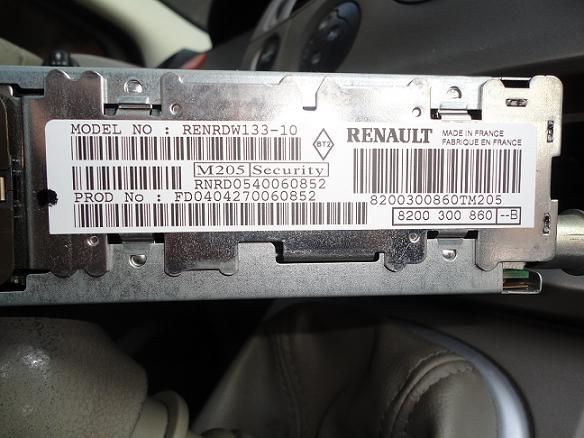 MODEL NO : RENRDW133-10
BTZ
RENAULT
MADE IN FRANCE
FABRIQUE EN FRANCE
M205 Security
RNRD0540060852
PROD No : FD0404270060852
8200300860TM205
8200 300 860 --B